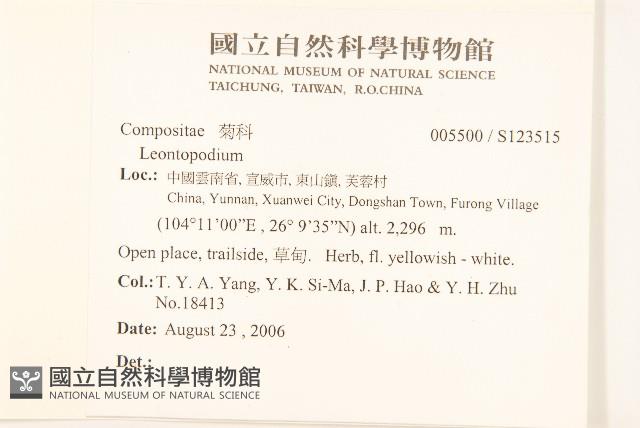 國立自然科學博物館
NATIONAL MUSEUM OF NATURAL SCIENCE
TAICHUNG, TAIWAN, R.O.CHINA
Compositae 菊科 005500 / S123515
Leontopodium
Loc.: 中國雲南省, 宣威市, 東山鎮, 芙蓉村
China, Yunnan, Xuanwei City, Dongshan Town, Furong Village
(104°11'00"E , 26° 9'35"N) alt. 2,296 m.
Open place, trailside, 草甸. Herb, fl. yellowish - white.
Col.: T. Y. A. Yang, Y. K. Si-Ma, J. P. Hao & Y. H. Zhu
No.18413
Date: August 23 , 2006
Det.:
國立自然科學博物館
NATIONAL MUSEUM OF NATURAL SCIENCE